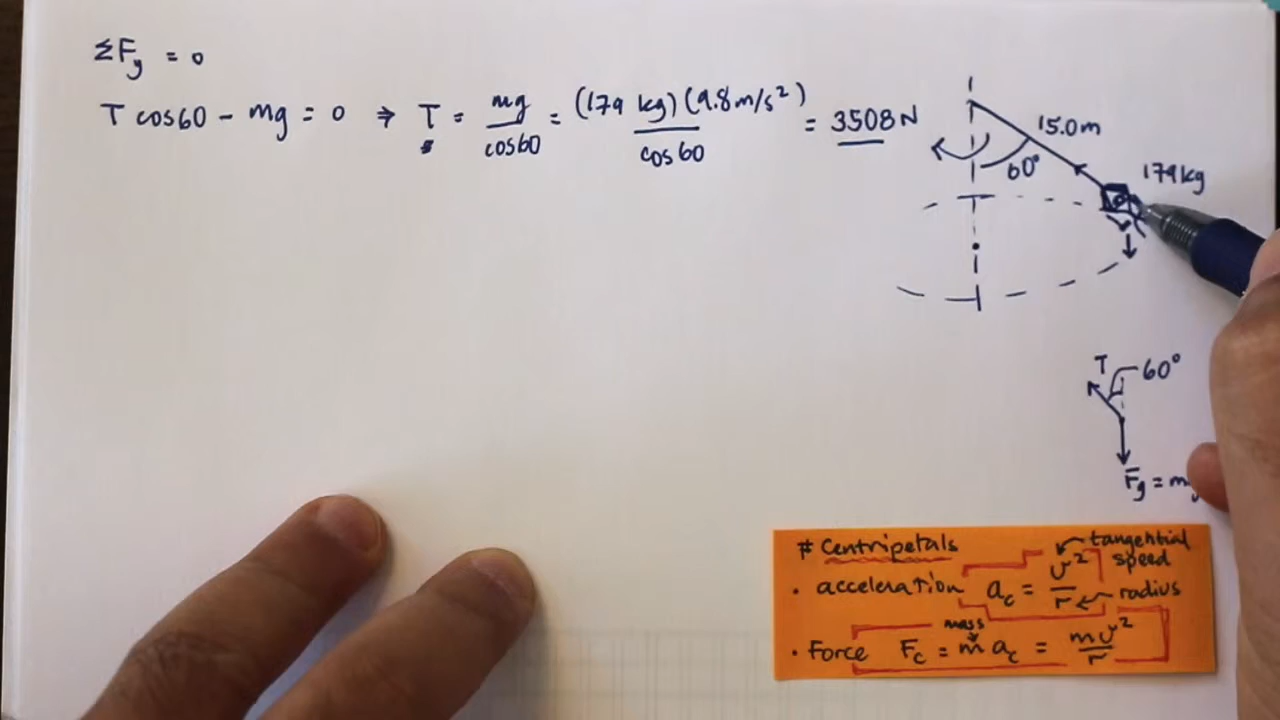 ΣFy = 0
T cos60 - mg = 0 ⇒ T = mg/cos60 = (179 kg)(9.8 m/s²)/cos60 = 3508 N
15.0m
60°
179kg
T 60°
Fg = m
# Centripetals
tangential speed
• acceleration ac = v²/r radius
mass
• Force Fc = m ac = mv²/r